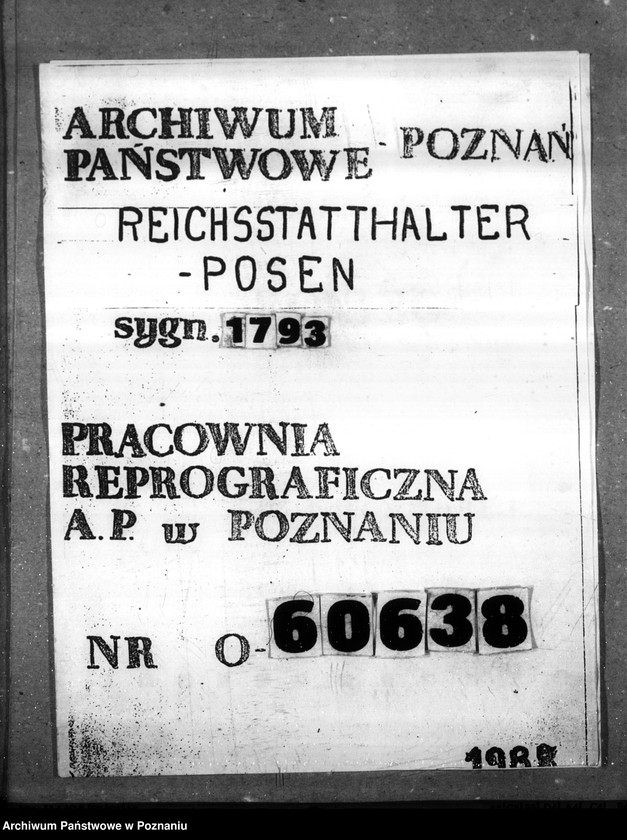 ARCHIWUM
PAŃSTWOWE - POZNAŃ
REICHSSTATTHALTER
-POSEN
sygn. 1793
PRACOWNIA
REPROGRAFICZNA
A.P. w POZNANIU
NR O-60638
Archiwum Państwowe w Poznaniu